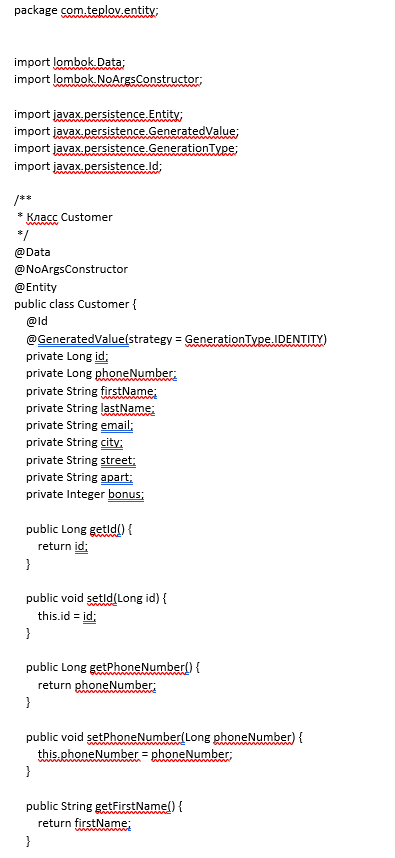 package com.teplov.entity;
import lombok.Data;
import lombok.NoArgsConstructor;
import javax.persistence.Entity;
import javax.persistence.GeneratedValue;
import javax.persistence.GenerationType;
import javax.persistence.Id;
/**
* Класс Customer
*/
@Data
@NoArgsConstructor
@Entity
public class Customer {
@Id
@GeneratedValue(strategy = GenerationType.IDENTITY)
private Long id;
private Long phoneNumber;
private String firstName;
private String lastName;
private String email;
private String city;
private String street;
private String apart;
private Integer bonus;
public Long getId() {
return id;
}
public void setId(Long id) {
this.id = id;
}
public Long getPhoneNumber() {
return phoneNumber;
}
public void setPhoneNumber(Long phoneNumber) {
this.phoneNumber = phoneNumber;
}
public String getFirstName() {
return firstName;
}